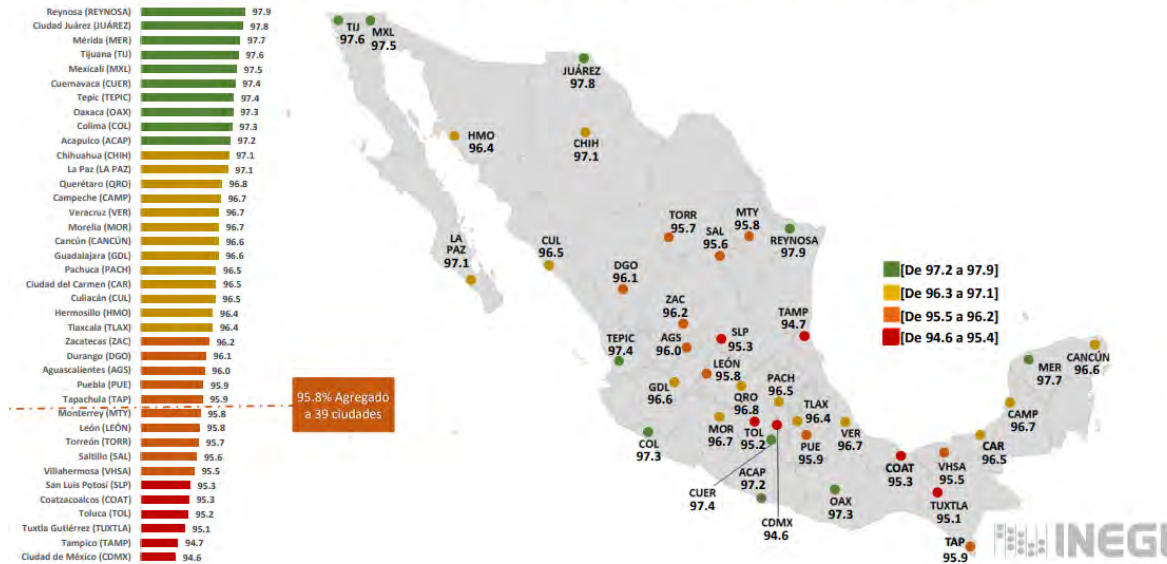 Reynosa (REYNOSA) 97.9
Ciudad Juárez (JUÁREZ) 97.8
Mérida (MER) 97.7
Tijuana (TIJ) 97.6
Mexicali (MXL) 97.5
Cuernavaca (CUER) 97.4
Tepic (TEPIC) 97.4
Oaxaca (OAX) 97.3
Colima (COL) 97.3
Acapulco (ACAP) 97.2
Chihuahua (CHIH) 97.1
La Paz (LA PAZ) 97.1
Querétaro (QRO) 96.8
Campeche (CAMP) 96.7
Veracruz (VER) 96.7
Morelia (MOR) 96.7
Cancún (CANCÚN) 96.6
Guadalajara (GDL) 96.6
Pachuca (PACH) 96.5
Ciudad del Carmen (CAR) 96.5
Culiacán (CUL) 96.5
Hermosillo (HMO) 96.4
Tlaxcala (TLAX) 96.4
Zacatecas (ZAC) 96.2
Durango (DGO) 96.1
Aguascalientes (AGS) 96.0
Puebla (PUE) 95.9
Tapachula (TAP) 95.9
Monterrey (MTY) 95.8
León (LEÓN) 95.8
Torreón (TORR) 95.7
Saltillo (SAL) 95.6
Villahermosa (VHSA) 95.5
San Luis Potosí (SLP) 95.3
Coatzacoalcos (COAT) 95.3
Toluca (TOL) 95.2
Tuxtla Gutiérrez (TUXTLA) 95.1
Tampico (TAMP) 94.7
Ciudad de México (CDMX) 94.6
95.8% Agregado
a 39 ciudades
TIJ
97.6
MXL
97.5
JUÁREZ
97.8
HMO
96.4
CHIH
97.1
LA
PAZ
97.1
CUL
96.5
TORR
95.7
SAL
95.6
MTY
95.8
REYNOSA
97.9
DGO
96.1
ZAC
96.2
TEPIC
97.4
AGS
96.0
SLP
95.3
TAMP
94.7
LEÓN
95.8
GDL
96.6
QRO
96.8
PACH
96.5
TLAX
96.4
MOR
96.7
TOL
95.2
PUE
95.9
VER
96.7
COL
97.3
ACAP
97.2
CUER
97.4
CDMX
94.6
OAX
97.3
COAT
95.3
VHSA
95.5
TUXTLA
95.1
TAP
95.9
CAR
96.5
CAMP
96.7
MER
97.7
CANCÚN
96.6
[De 97.2 a 97.9]
[De 96.3 a 97.1]
[De 95.5 a 96.2]
[De 94.6 a 95.4]
INEGI